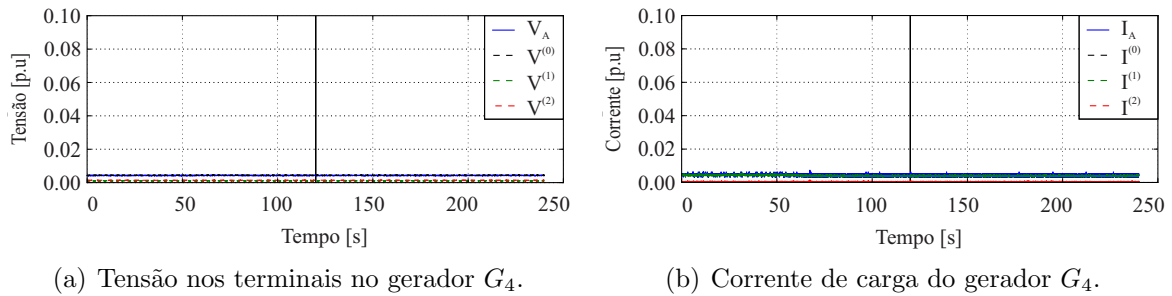 0.10
0.08
0.06
0.04
0.02
0.00
Tensão [p.u]
V_A
V^(0)
V^(1)
V^(2)
0 50 100 150 200 250
Tempo [s]
(a) Tensão nos terminais no gerador G_4.
0.10
0.08
0.06
0.04
0.02
0.00
Corrente [p.u]
I_A
I^(0)
I^(1)
I^(2)
0 50 100 150 200 250
Tempo [s]
(b) Corrente de carga do gerador G_4.